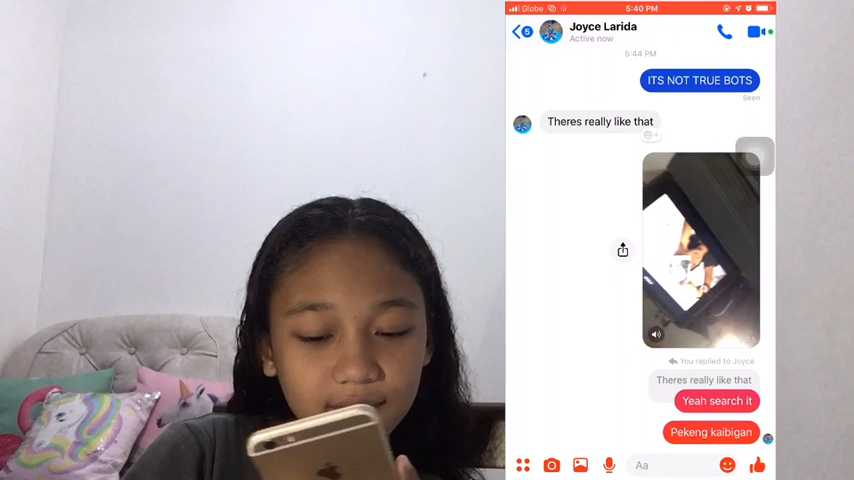 Globe
5:40 PM
5
Joyce Larida
Active now
5:44 PM
ITS NOT TRUE BOTS
Seen
Theres really like that
You replied to Joyce
Theres really like that
Yeah search it
Pekeng kaibigan
Aa